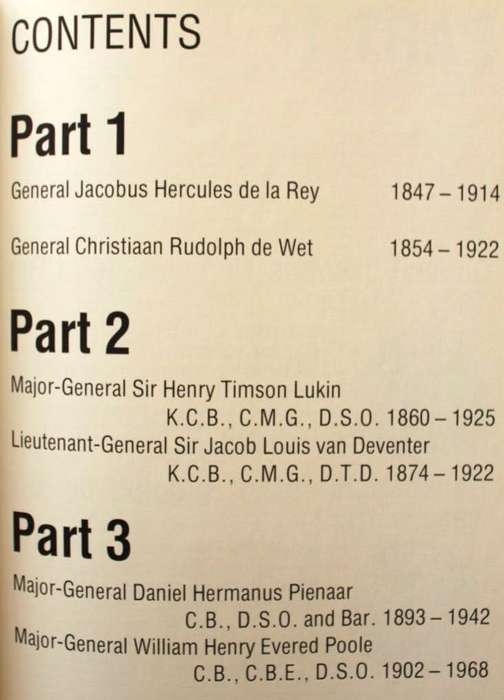 CONTENTS
Part 1
General Jacobus Hercules de la Rey 1847 – 1914
General Christiaan Rudolph de Wet 1854 – 1922
Part 2
Major-General Sir Henry Timson Lukin
K.C.B., C.M.G., D.S.O. 1860 – 1925
Lieutenant-General Sir Jacob Louis van Deventer
K.C.B., C.M.G., D.T.D. 1874 – 1922
Part 3
Major-General Daniel Hermanus Pienaar
C.B., D.S.O. and Bar. 1893 – 1942
Major-General William Henry Evered Poole
C.B., C.B.E., D.S.O. 1902 – 1968